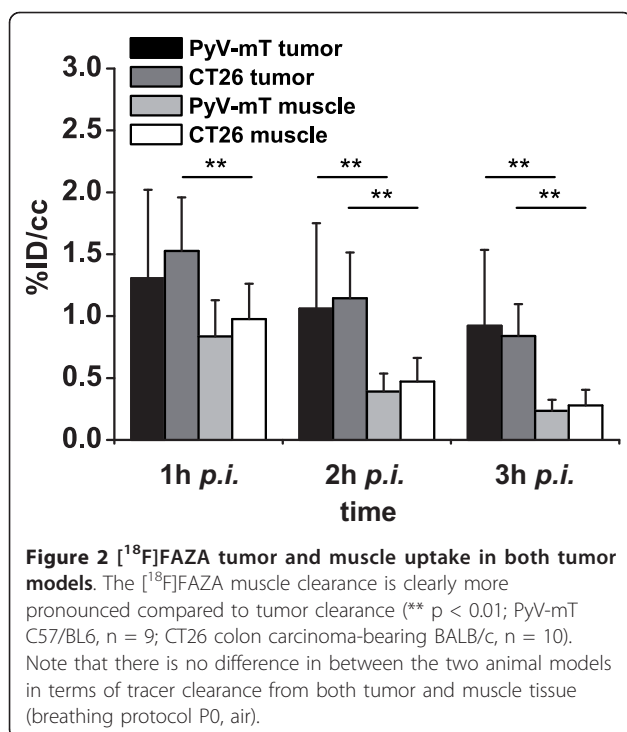 PyV-mT tumor
CT26 tumor
PyV-mT muscle
CT26 muscle
3.0
2.5
2.0
1.5
1.0
0.5
0.0
%ID/cc
** ** **
** **
1h p.i. 2h p.i. 3h p.i.
time
Figure 2 [¹⁸F]FAZA tumor and muscle uptake in both tumor
models. The [¹⁸F]FAZA muscle clearance is clearly more
pronounced compared to tumor clearance (** p < 0.01; PyV-mT
C57/BL6, n = 9; CT26 colon carcinoma-bearing BALB/c, n = 10).
Note that there is no difference in between the two animal models
in terms of tracer clearance from both tumor and muscle tissue
(breathing protocol P0, air).